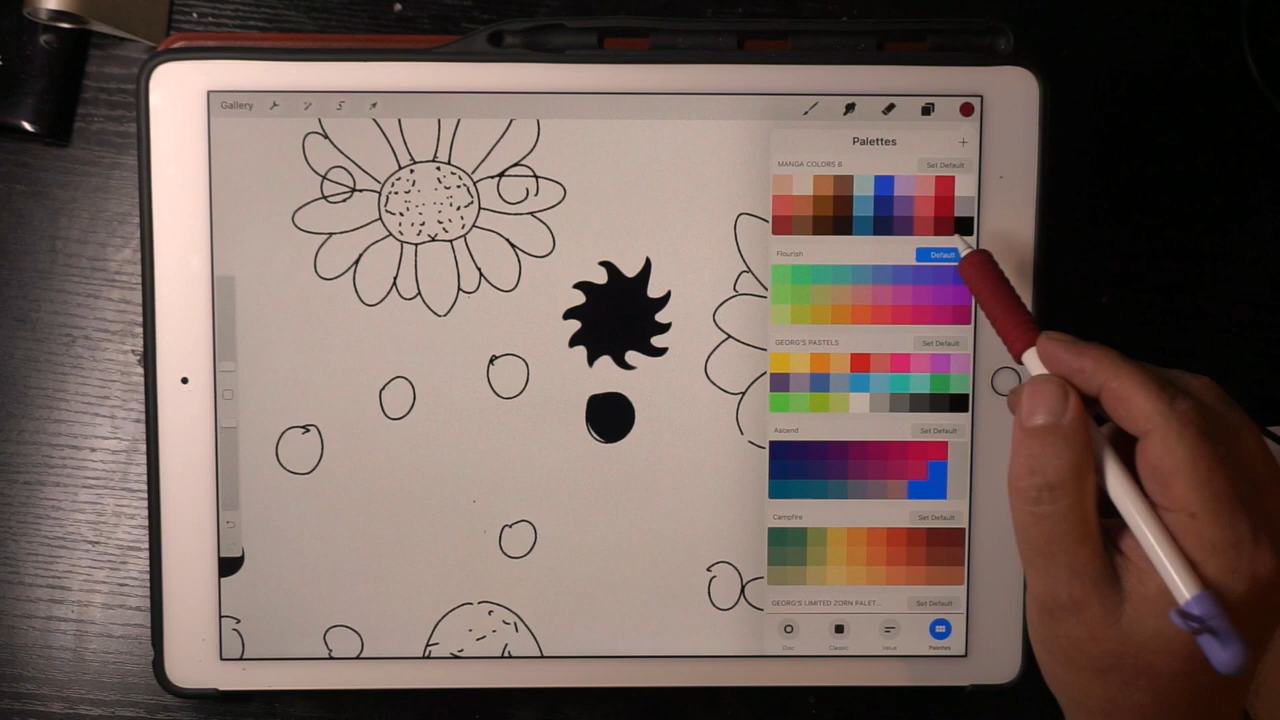 Gallery
Palettes
MANGA COLORS B
Set Default
Flourish
Default
GEORG'S PASTELS
Set Default
Ascend
Set Default
Campfire
Set Default
GEORG'S LIMITED ZORN PALET...
Set Default
Disc
Classic
Value
Palettes